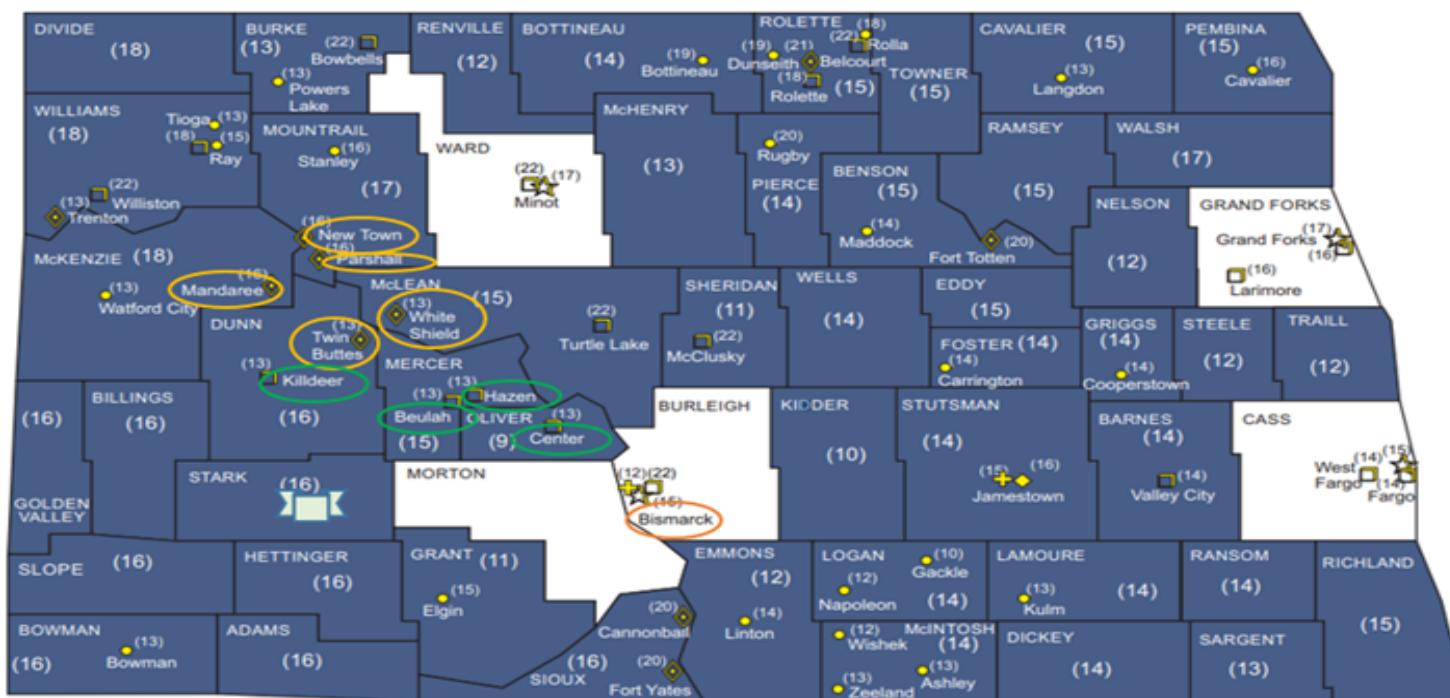 DIVIDE
(18)
BURKE
(13)
(22)
Bowbells
(13)
Powers
Lake
RENVILLE
(12)
BOTTINEAU
(14)
(19)
Bottineau
ROLETTE
(18)
(22)
Rolla
(19)
Dunseith
(21)
Belcourt
(18)
Rolette
(15)
TOWNER
(15)
CAVALIER
(15)
(13)
Langdon
PEMBINA
(15)
(16)
Cavalier
WILLIAMS
(18)
Tioga
(13)
(18)
(15)
Ray
(22)
Williston
(13)
Trenton
MOUNTRAIL
(16)
Stanley
(17)
WARD
(22)
(17)
Minot
McHENRY
(13)
(20)
Rugby
PIERCE
(14)
BENSON
(15)
(14)
Maddock
RAMSEY
(15)
(20)
Fort Totten
WALSH
(17)
NELSON
(12)
GRAND FORKS
(17)
Grand Forks
(16)
(16)
Larimore
(16)
New Town
(16)
Parshall
McKENZIE
(18)
(16)
Mandaree
(13)
Watford City
McLEAN
(15)
(13)
White
Shield
(22)
Turtle Lake
SHERIDAN
(11)
(22)
McClusky
WELLS
(14)
EDDY
(15)
FOSTER
(14)
(14)
Carrington
GRIGGS
(14)
(14)
Cooperstown
STEELE
(12)
TRAILL
(12)
DUNN
(13)
Twin
Buttes
(13)
Killdeer
(16)
MERCER
(13)
(13)
Hazen
Beulah
(15)
OLIVER
(9)
(13)
Center
BURLEIGH
(12)
(22)
(15)
Bismarck
KIDDER
(10)
STUTSMAN
(14)
(15)
(16)
Jamestown
BARNES
(14)
(14)
Valley City
CASS
(15)
(14)
West
Fargo
(14)
Fargo
(16)
GOLDEN
VALLEY
BILLINGS
(16)
STARK
(16)
MORTON
SLOPE
(16)
HETTINGER
(16)
GRANT
(11)
(15)
Elgin
EMMONS
(12)
(14)
Linton
LOGAN
(10)
Gackle
(12)
Napoleon
(14)
LAMOURE
(13)
Kulm
(14)
RANSOM
(14)
RICHLAND
(15)
BOWMAN
(16)
(13)
Bowman
ADAMS
(16)
(20)
Cannonball
(16)
SIOUX
(20)
Fort Yates
(12)
Wishek
McINTOSH
(14)
(13)
Ashley
(13)
Zeeland
DICKEY
(14)
SARGENT
(13)